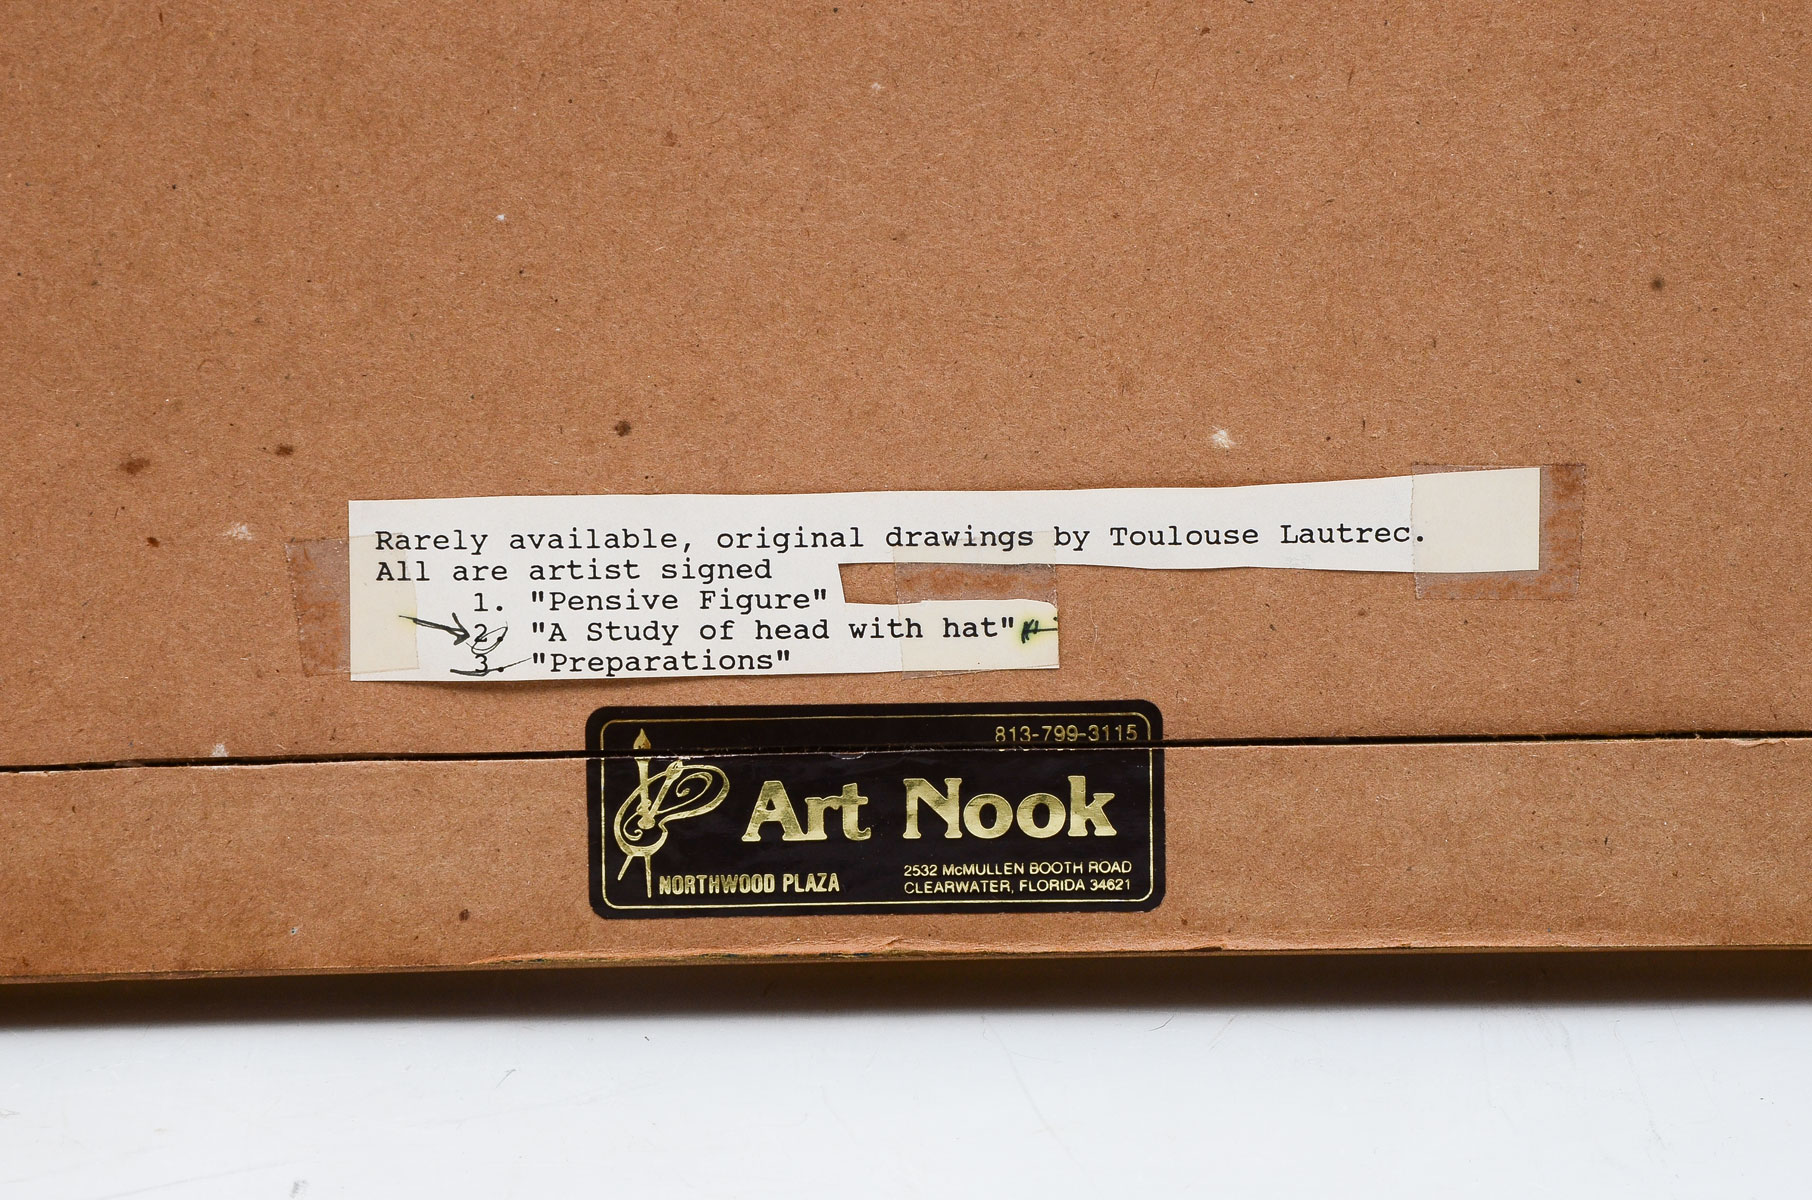 Rarely available, original drawings by Toulouse Lautrec.
All are artist signed
1. "Pensive Figure"
2. "A Study of head with hat"
3. "Preparations"
813-799-3115
Art Nook
NORTHWOOD PLAZA
2532 McMULLEN BOOTH ROAD
CLEARWATER, FLORIDA 34621